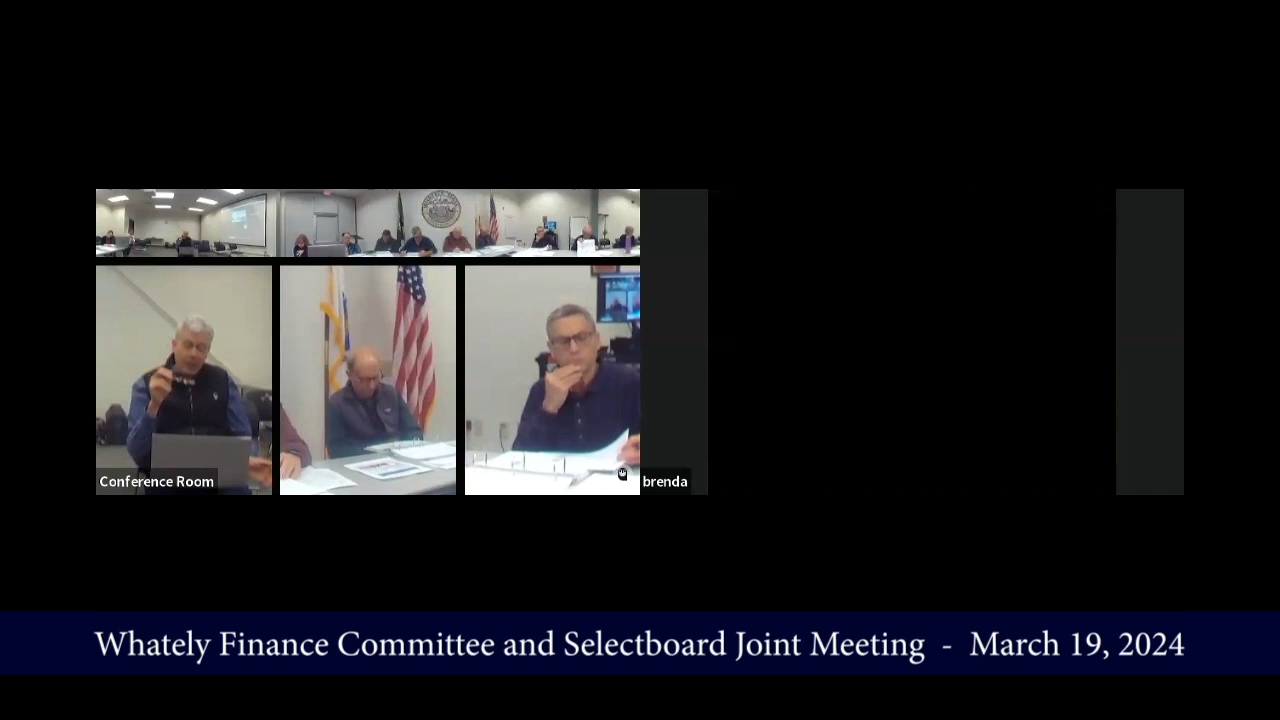 Conference Room
brenda
Whately Finance Committee and Selectboard Joint Meeting - March 19, 2024